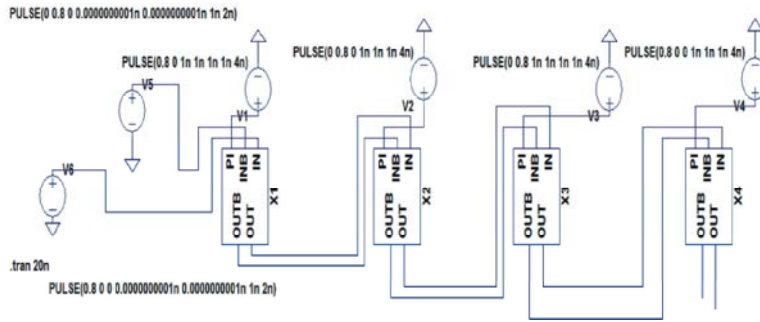 PULSE(0 0.8 0 0.0000000001n 0.0000000001n 1n 2n)
PULSE(0.8 0 1n 1n 1n 1n 4n)
PULSE(0 0.8 0 1n 1n 1n 4n)
PULSE(0 0.8 1n 1n 1n 1n 4n)
PULSE(0.8 0 0 1n 1n 1n 4n)
V5
V1
V2
V3
V4
V6
PI INB IN
OUTB OUT
X1
PI INB IN
OUTB OUT
X2
PI INB IN
OUTB OUT
X3
PI INB IN
OUTB OUT
X4
.tran 20n
PULSE(0.8 0 0 0.0000000001n 0.0000000001n 1n 2n)